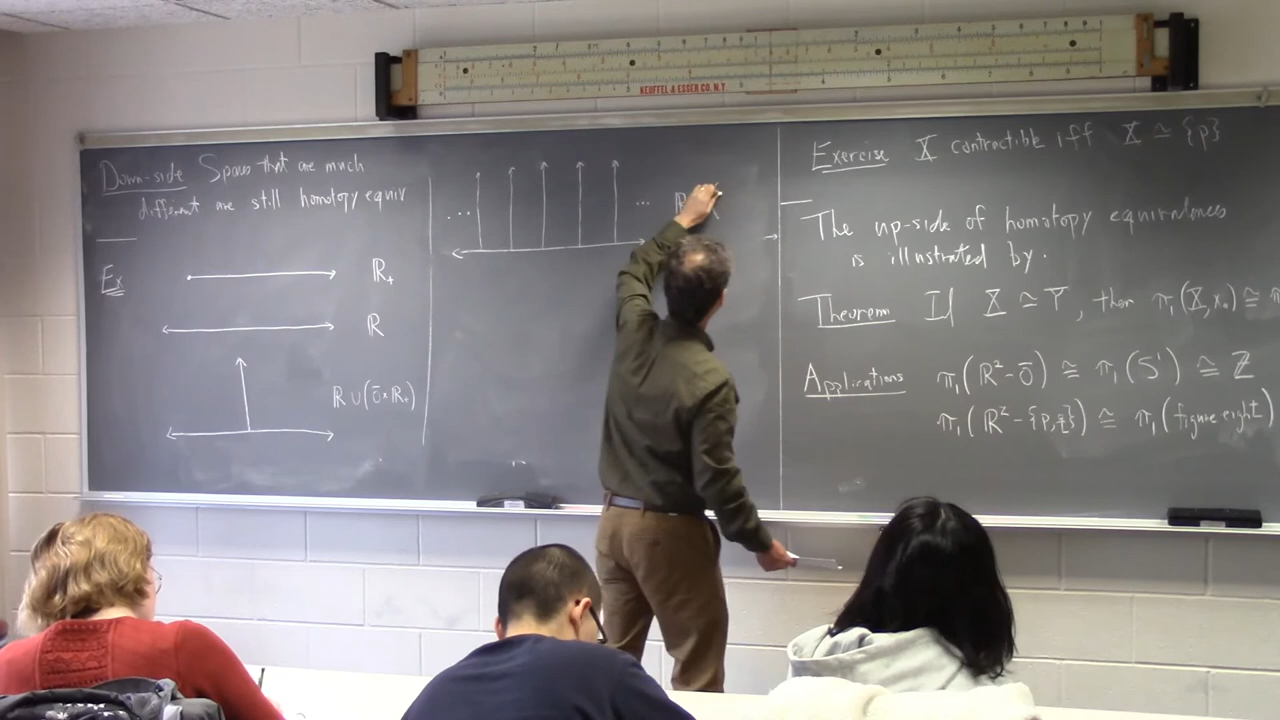 KEUFFEL & ESSER CO. N.Y.
Down-side Spaces that are much
different are still homotopy equiv
Ex
ℝ₊
ℝ
ℝ ∪ (ō × ℝ₊)
... ...
Exercise X contractible iff X ≃ {p}
The up-side of homotopy equivalences
is illustrated by.
Theorem If X ≃ Y, then π₁(X, x₀) ≅
Applications π₁(ℝ² - ō) ≅ π₁(S¹) ≅ ℤ
π₁(ℝ² - {p,q}) ≅ π₁(figure eight)